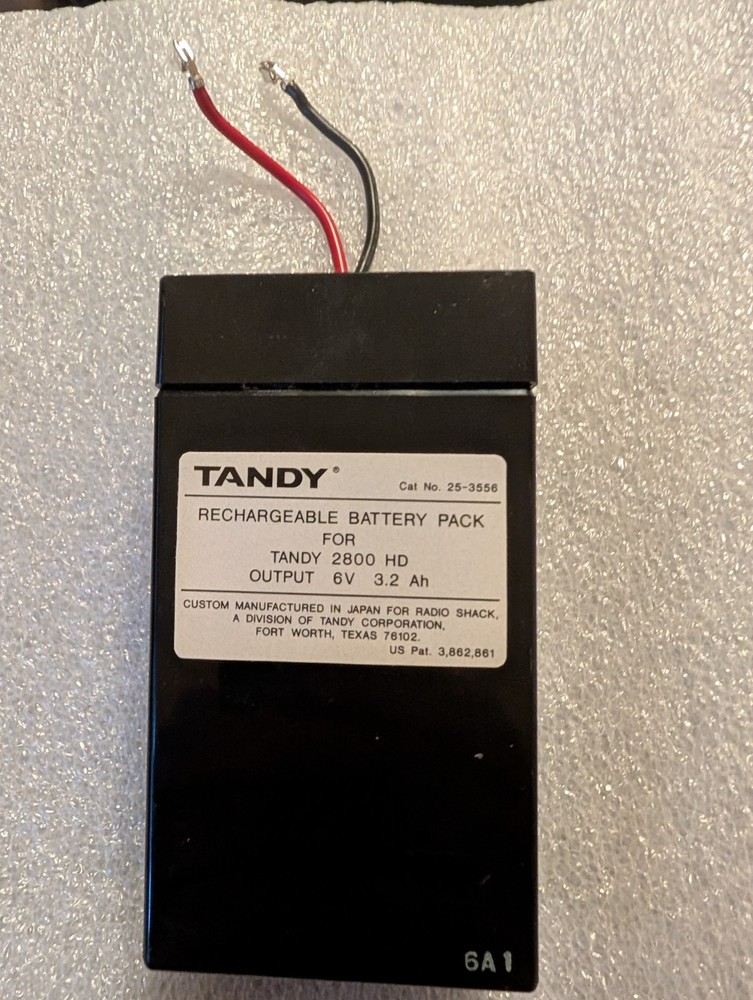 TANDY®
Cat No. 25-3556
RECHARGEABLE BATTERY PACK
FOR
TANDY 2800 HD
OUTPUT 6V 3.2 Ah
CUSTOM MANUFACTURED IN JAPAN FOR RADIO SHACK,
A DIVISION OF TANDY CORPORATION,
FORT WORTH, TEXAS 76102.
US Pat. 3,862,861
6A1